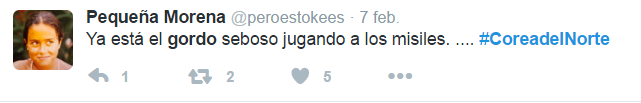 Pequeña Morena @peroestokees · 7 feb.
Ya está el gordo seboso jugando a los misiles. .... #CoreadelNorte
1 2 5